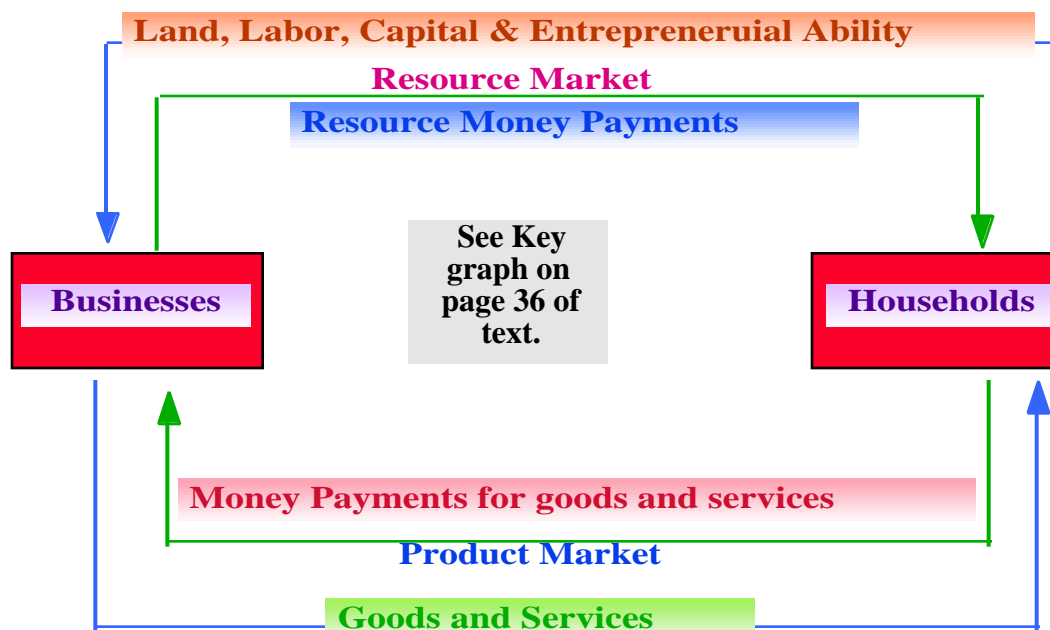 Land, Labor, Capital & Entrepreneruial Ability
Resource Market
Resource Money Payments
See Key
graph on
page 36 of
text.
Businesses
Households
Money Payments for goods and services
Product Market
Goods and Services